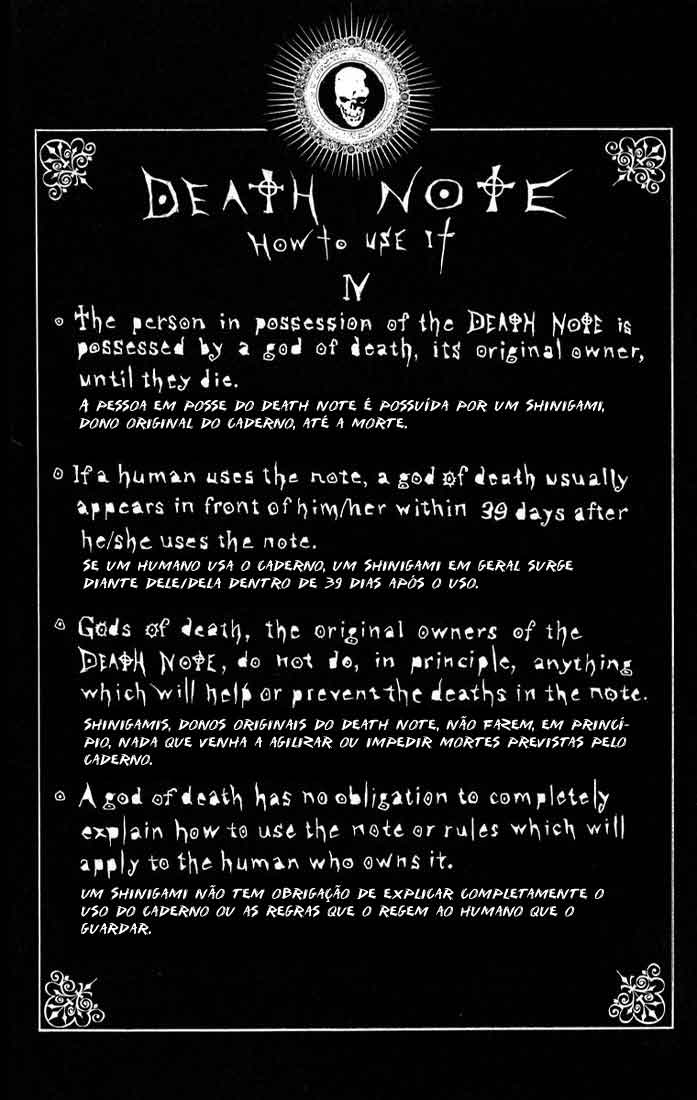 DEATH NOTE
How to use it
IV
The person in possession of the DEATH NOTE is
possessed by a god of death, its original owner,
until they die.
A PESSOA EM POSSE DO DEATH NOTE É POSSUÍDA POR UM SHINIGAMI,
DONO ORIGINAL DO CADERNO, ATÉ A MORTE.
If a human uses the note, a god of death usually
appears in front of him/her within 39 days after
he/she uses the note.
SE UM HUMANO USA O CADERNO, UM SHINIGAMI EM GERAL SURGE
DIANTE DELE/DELA DENTRO DE 39 DIAS APÓS O USO.
Gods of death, the original owners of the
DEATH NOTE, do not do, in principle, anything
which will help or prevent the deaths in the note.
SHINIGAMIS, DONOS ORIGINAIS DO DEATH NOTE, NÃO FAZEM, EM PRINCÍ-
PIO, NADA QUE VENHA A AGILIZAR OU IMPEDIR MORTES PREVISTAS PELO
CADERNO.
A god of death has no obligation to completely
explain how to use the note or rules which will
apply to the human who owns it.
UM SHINIGAMI NÃO TEM OBRIGAÇÃO DE EXPLICAR COMPLETAMENTE O
USO DO CADERNO OU AS REGRAS QUE O REGEM AO HUMANO QUE O
GUARDAR.